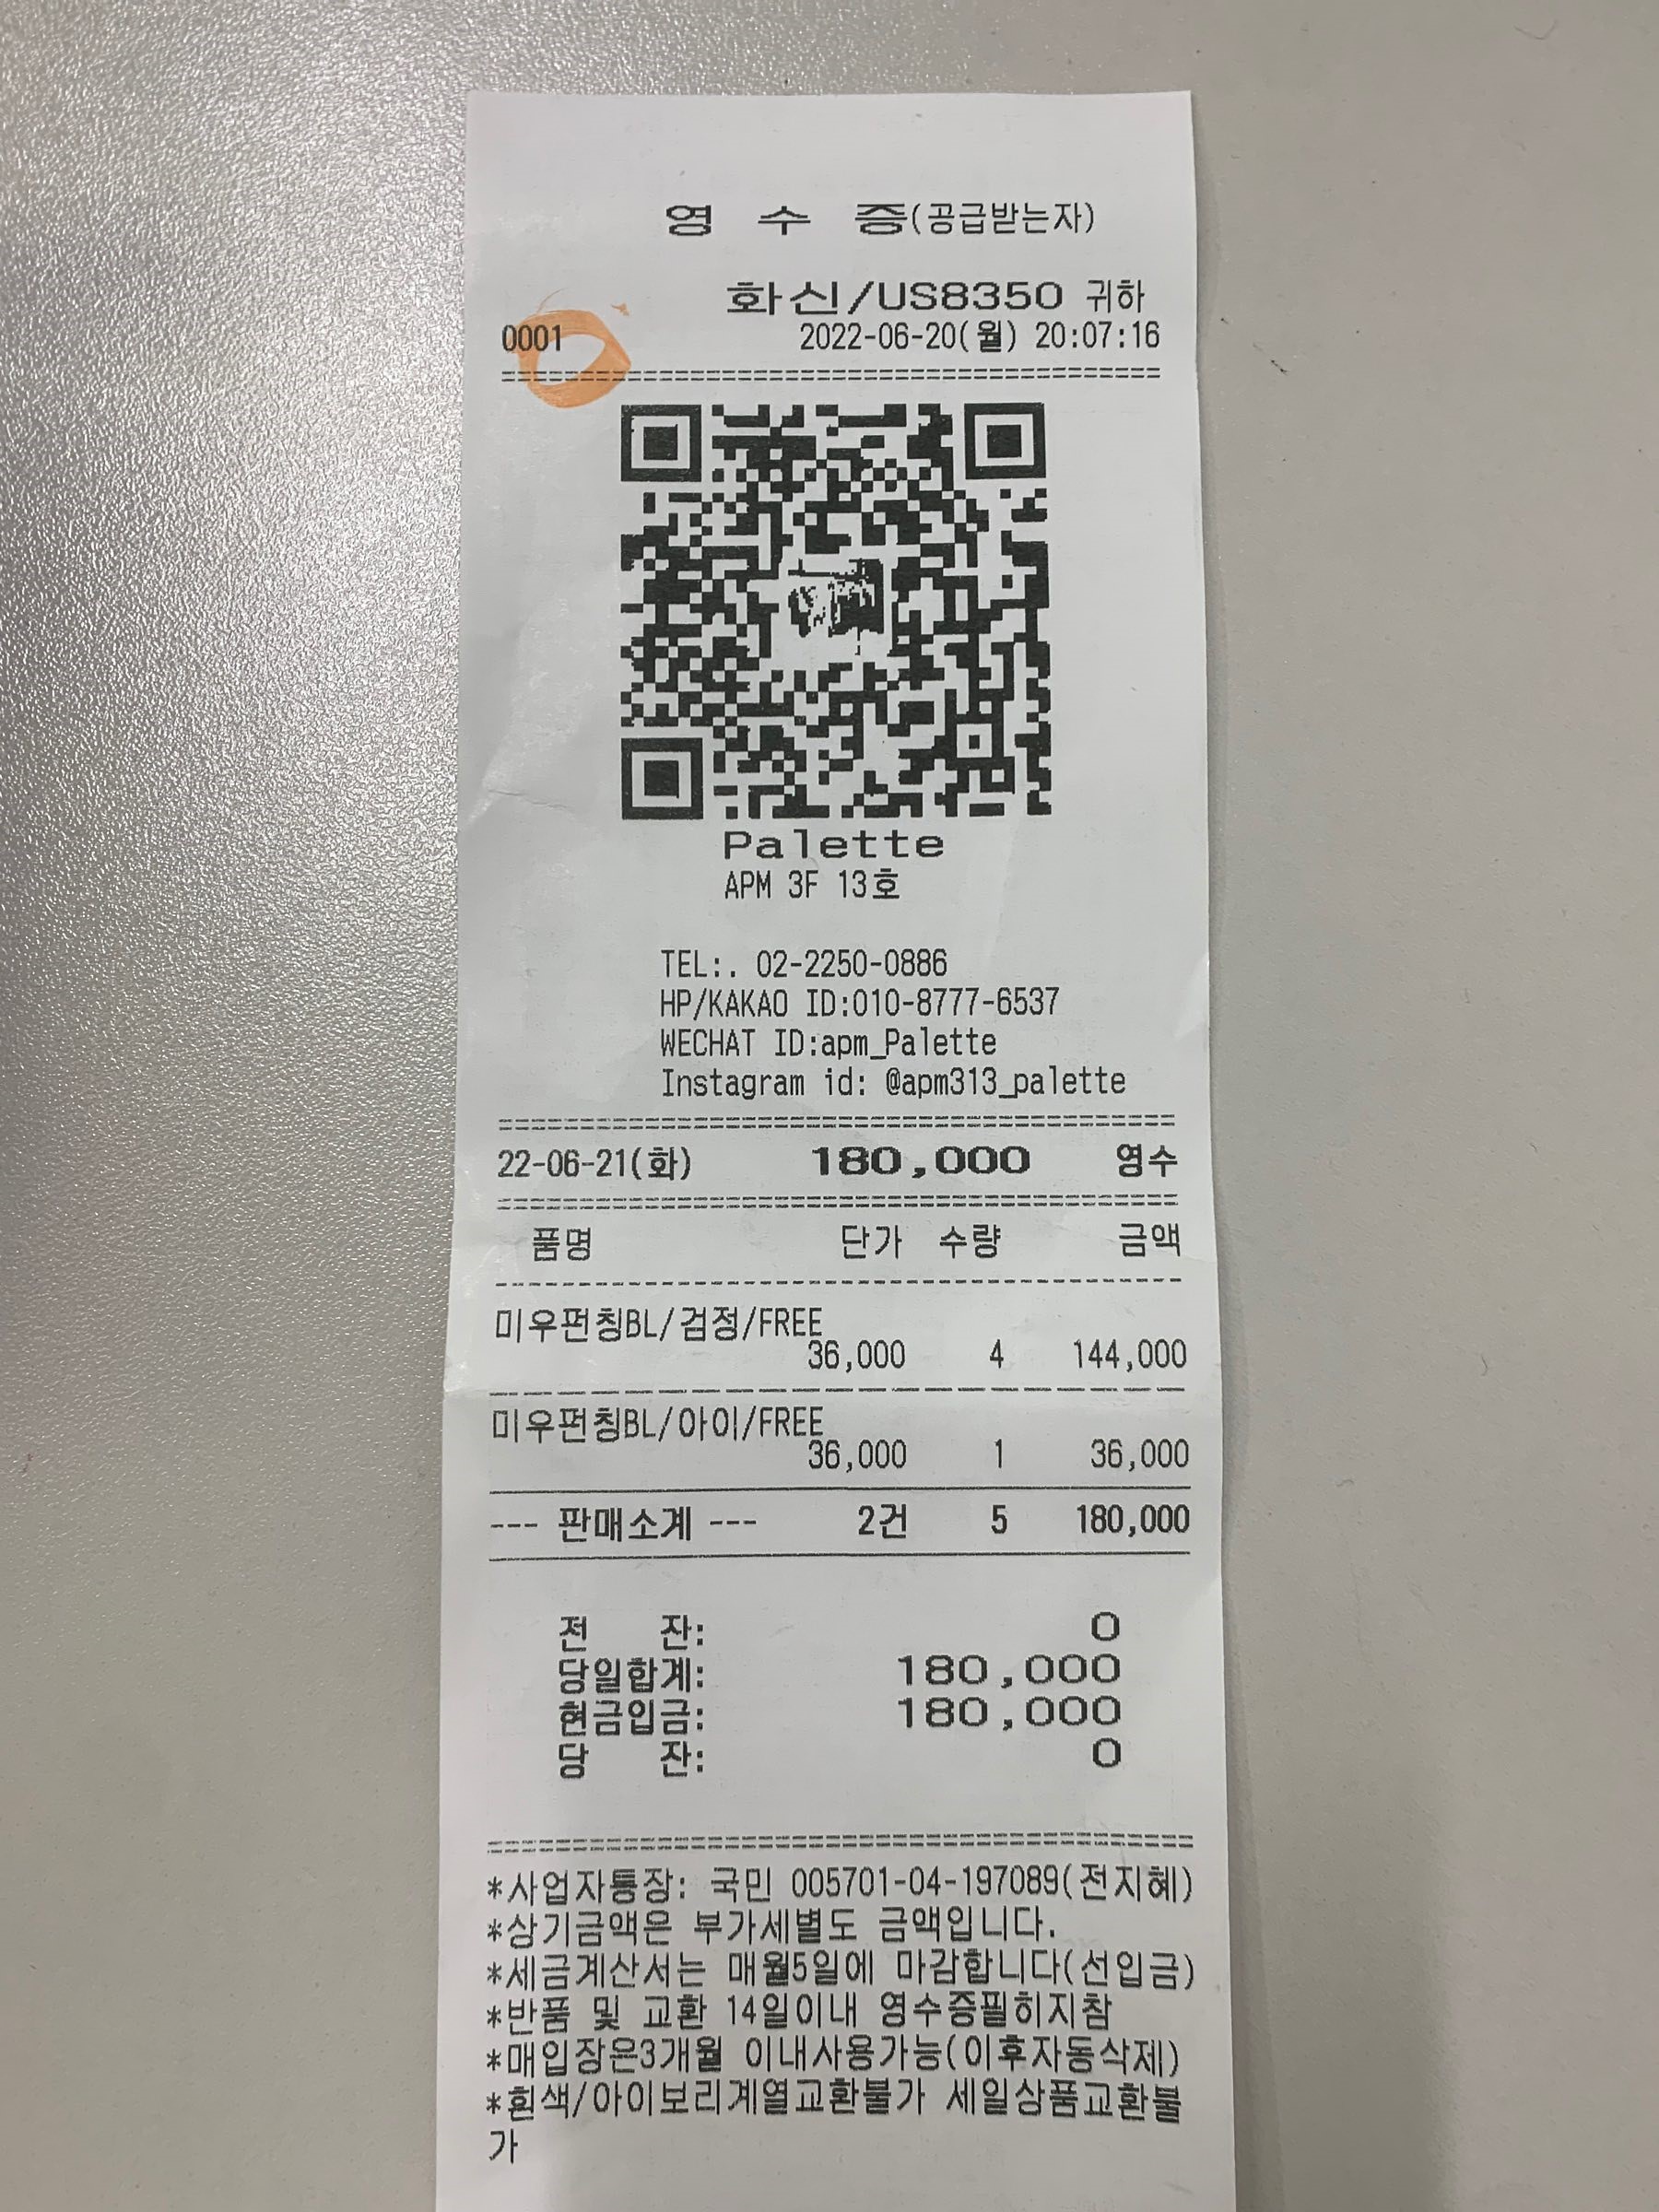 영 수 증(공급받는자)
화신/US8350 귀하
0001 2022-06-20(월) 20:07:16
Palette
APM 3F 13호
TEL:. 02-2250-0886
HP/KAKAO ID:010-8777-6537
WECHAT ID:apm_Palette
Instagram id: @apm313_palette
22-06-21(화) 180,000 영수
품명 단가 수량 금액
미우펀칭BL/검정/FREE
36,000 4 144,000
미우펀칭BL/아이/FREE
36,000 1 36,000
--- 판매소계 --- 2건 5 180,000
전 잔: 0
당일합계: 180,000
현금입금: 180,000
당 잔: 0
*사업자통장: 국민 005701-04-197089(전지혜)
*상기금액은 부가세별도 금액입니다.
*세금계산서는 매월5일에 마감합니다(선입금)
*반품 및 교환 14일이내 영수증필히지참
*매입장은3개월 이내사용가능(이후자동삭제)
*흰색/아이보리계열교환불가 세일상품교환불
가